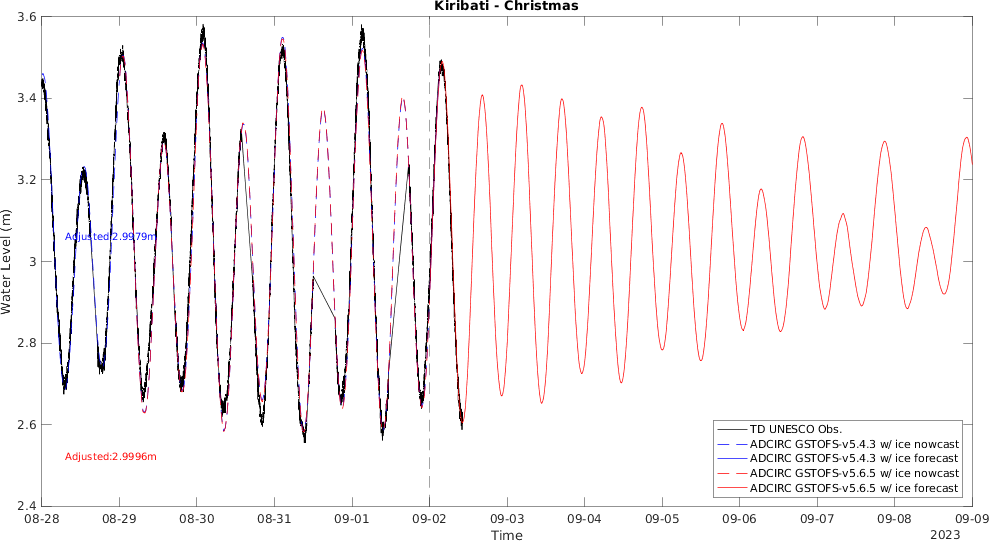 Kiribati - Christmas
3.6
3.4
3.2
3
2.8
2.6
2.4
Water Level (m)
Adjusted:2.9979m
Adjusted:2.9996m
TD UNESCO Obs.
ADCIRC GSTOFS-v5.4.3 w/ ice nowcast
ADCIRC GSTOFS-v5.4.3 w/ ice forecast
ADCIRC GSTOFS-v5.6.5 w/ ice nowcast
ADCIRC GSTOFS-v5.6.5 w/ ice forecast
08-28 08-29 08-30 08-31 09-01 09-02 09-03 09-04 09-05 09-06 09-07 09-08 09-09
Time
2023